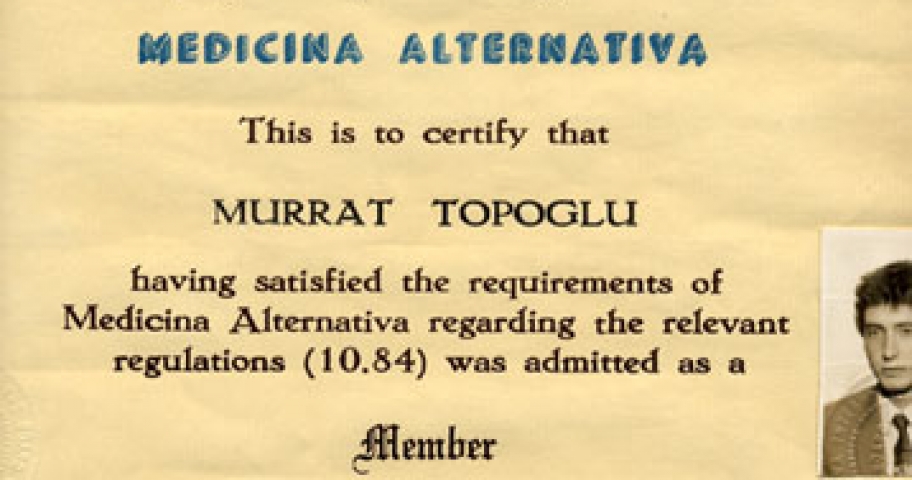 MEDICINA ALTERNATIVA
This is to certify that
MURRAT TOPOGLU
having satisfied the requirements of
Medicina Alternativa regarding the relevant
regulations (10.84) was admitted as a
Member